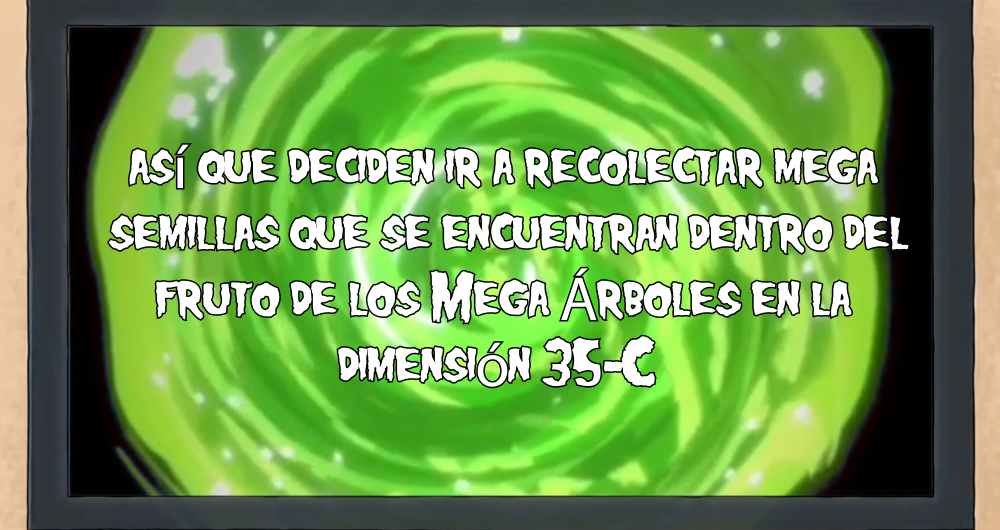 así que deciden ir a recolectar mega
semillas que se encuentran dentro del
fruto de los Mega Árboles en la
dimensión 35-C